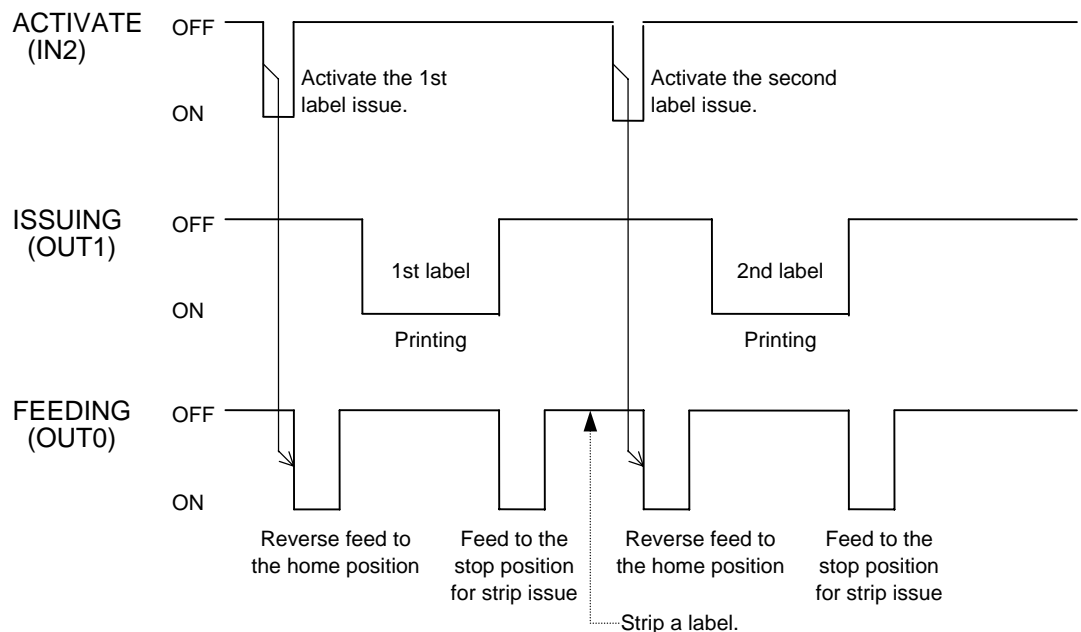 ACTIVATE
(IN2)
OFF
ON
Activate the 1st
label issue.
Activate the second
label issue.
ISSUING
(OUT1)
OFF
ON
1st label
Printing
2nd label
Printing
FEEDING
(OUT0)
OFF
ON
Reverse feed to
the home position
Feed to the
stop position
for strip issue
Reverse feed to
the home position
Feed to the
stop position
for strip issue
Strip a label.